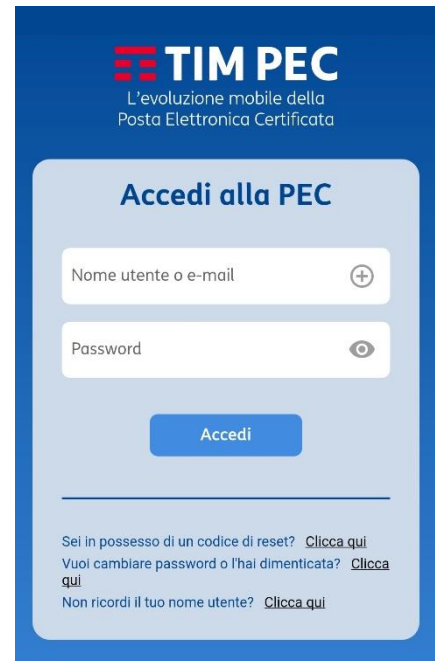 TIM PEC
L'evoluzione mobile della
Posta Elettronica Certificata
Accedi alla PEC
Nome utente o e-mail
Password
Accedi
Sei in possesso di un codice di reset? Clicca qui
Vuoi cambiare password o l'hai dimenticata? Clicca
qui
Non ricordi il tuo nome utente? Clicca qui